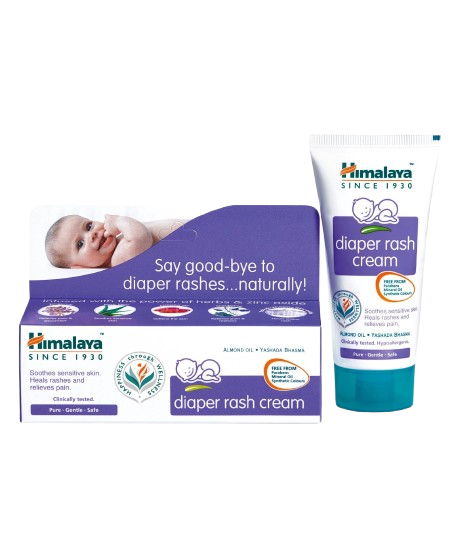 Say good-bye to
diaper rashes...naturally!
Infused with the power of herbs & zinc oxide
Himalaya™
SINCE 1930
Soothes sensitive skin.
Heals rashes and
relieves pain.
Clinically tested.
Pure - Gentle - Safe
HAPPINESS through WELLNESS
ALMOND OIL • YASHADA BHASMA
FREE FROM
Parabens
Mineral Oil
Synthetic Colours
diaper rash cream
Himalaya™
SINCE 1930
diaper rash
cream
FREE FROM
Parabens
Mineral Oil
Synthetic Colours
Soothes sensitive skin.
Heals rashes and
relieves pain.
Clinically tested. Hypoallergenic.
ALMOND OIL • YASHADA BHASMA
Pure - Gentle - Safe